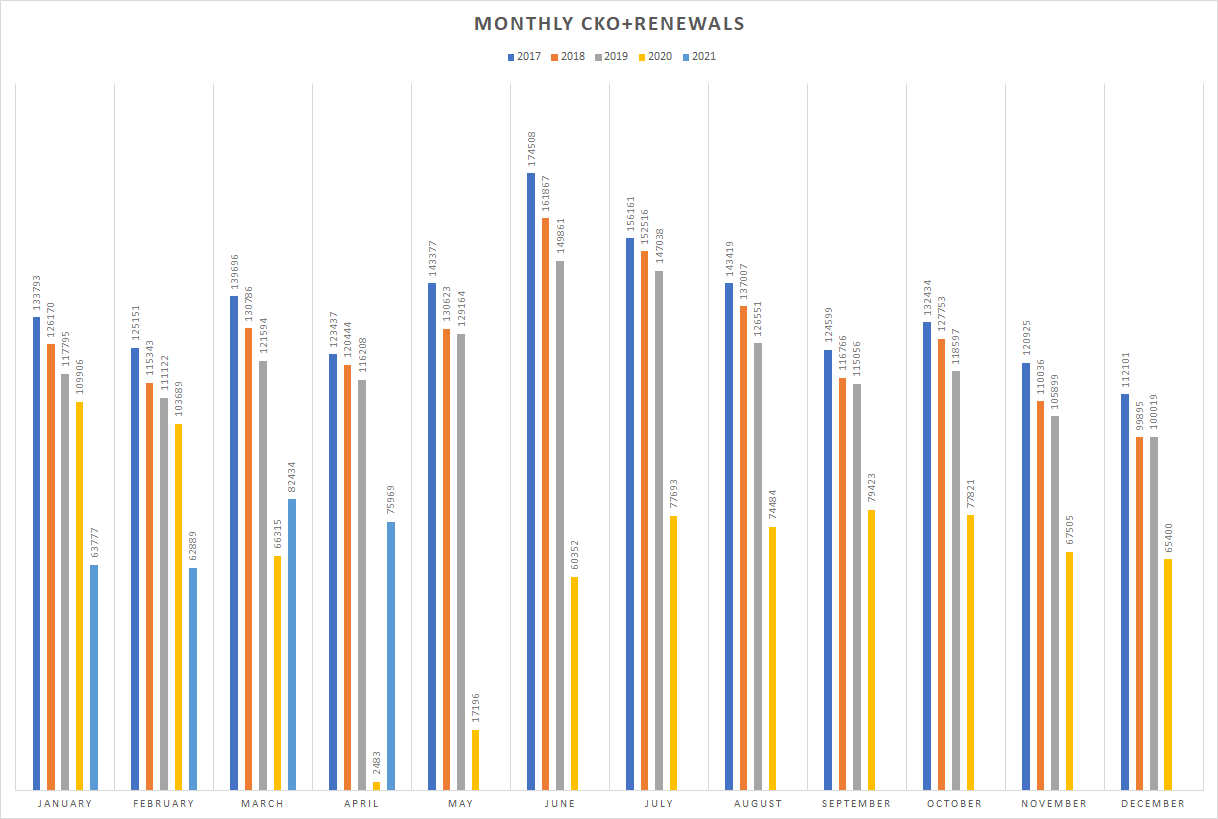 MONTHLY CKO+RENEWALS
2017 2018 2019 2020 2021
133793 126170 117795 109906 63777
125151 115343 111122 103689 62889
139696 130786 121594 66315 82434
123437 120444 116208 2483 75969
143377 130623 129164 17196
174508 161867 149861 60352
156161 152516 147038 77693
143419 137007 126551 74484
124599 116766 115056 79423
132434 127753 118597 77821
120925 110036 105899 67505
112101 99895 100019 65400
JANUARY FEBRUARY MARCH APRIL MAY JUNE JULY AUGUST SEPTEMBER OCTOBER NOVEMBER DECEMBER